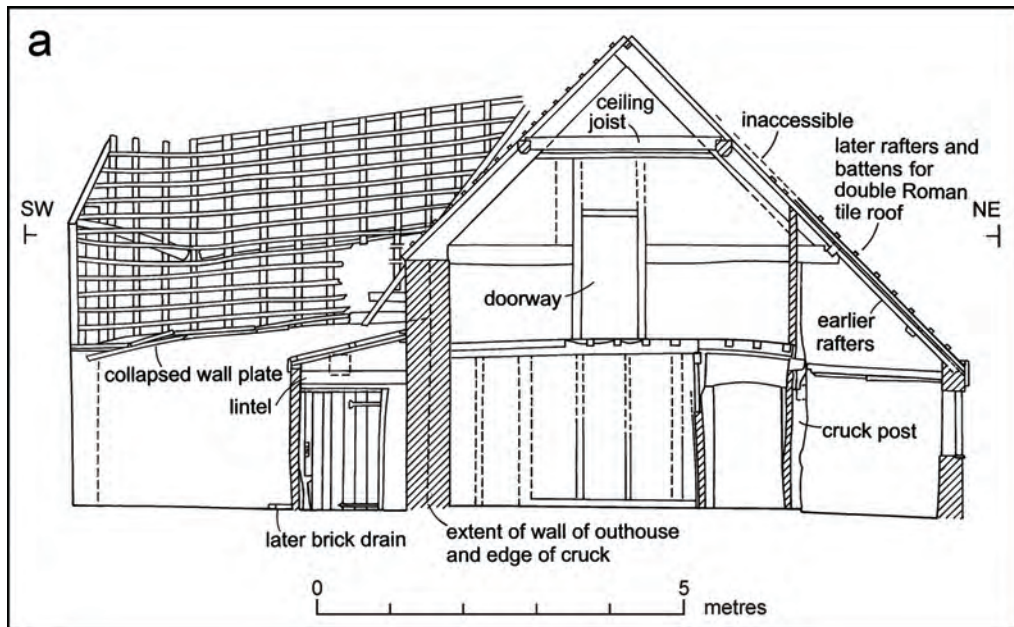 a
ceiling
joist
inaccessible
later rafters and
battens for
double Roman
tile roof
SW
NE
doorway
earlier
rafters
collapsed wall plate
lintel
cruck post
later brick drain
extent of wall of outhouse
and edge of cruck
0
5
metres